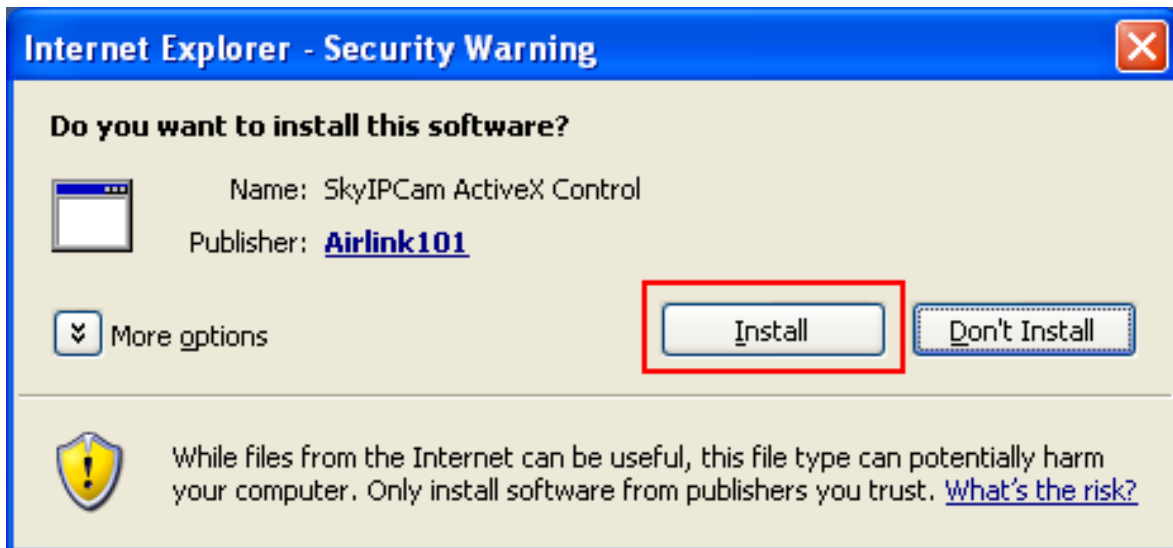 Internet Explorer - Security Warning
Do you want to install this software?
Name: SkyIPCam ActiveX Control
Publisher: Airlink101
More options
Install
Don't Install
While files from the Internet can be useful, this file type can potentially harm
your computer. Only install software from publishers you trust. What's the risk?